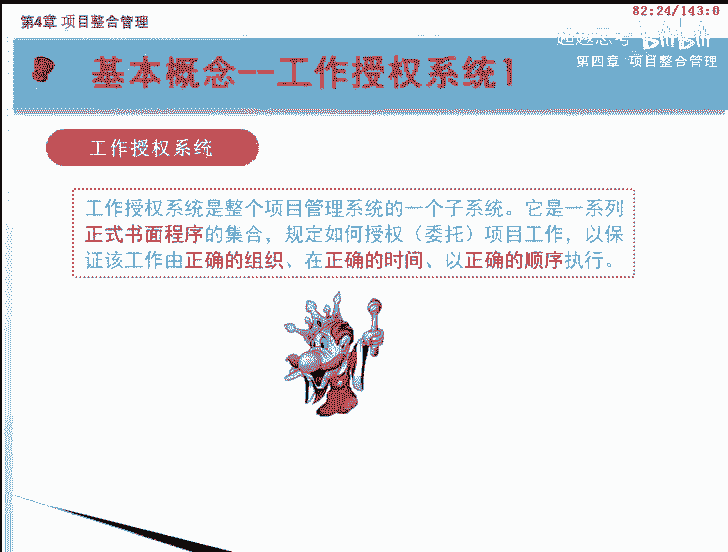 第4章 项目整合管理
82:24/143:0
bilibili
第四章 项目整合管理
基本概念--工作授权系统1
工作授权系统
工作授权系统是整个项目管理系统的一个子系统。它是一系列
正式书面程序的集合，规定如何授权（委托）项目工作，以保
证该工作由正确的组织、在正确的时间、以正确的顺序执行。